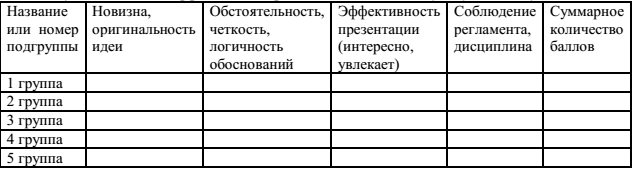 Название или номер подгруппы
Новизна, оригинальность идеи
Обстоятельность, четкость, логичность обоснований
Эффективность презентации (интересно, увлекает)
Соблюдение регламента, дисциплина
Суммарное количество баллов
1 группа
2 группа
3 группа
4 группа
5 группа